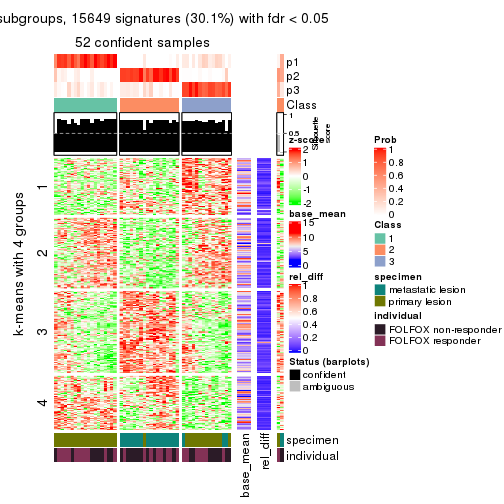 subgroups, 15649 signatures (30.1%) with fdr < 0.05
52 confident samples
p1
p2
p3
Class
1
0.5
0
Silhouette
score
k-means with 4 groups
1
2
3
4
specimen
individual
base_mean
rel_diff
z-score
2
1
0
-1
-2
base_mean
15
10
5
0
rel_diff
1
0.8
0.6
0.4
0.2
0
Status (barplots)
confident
ambiguous
Prob
1
0.8
0.6
0.4
0.2
0
Class
1
2
3
specimen
metastatic lesion
primary lesion
individual
FOLFOX non-responder
FOLFOX responder